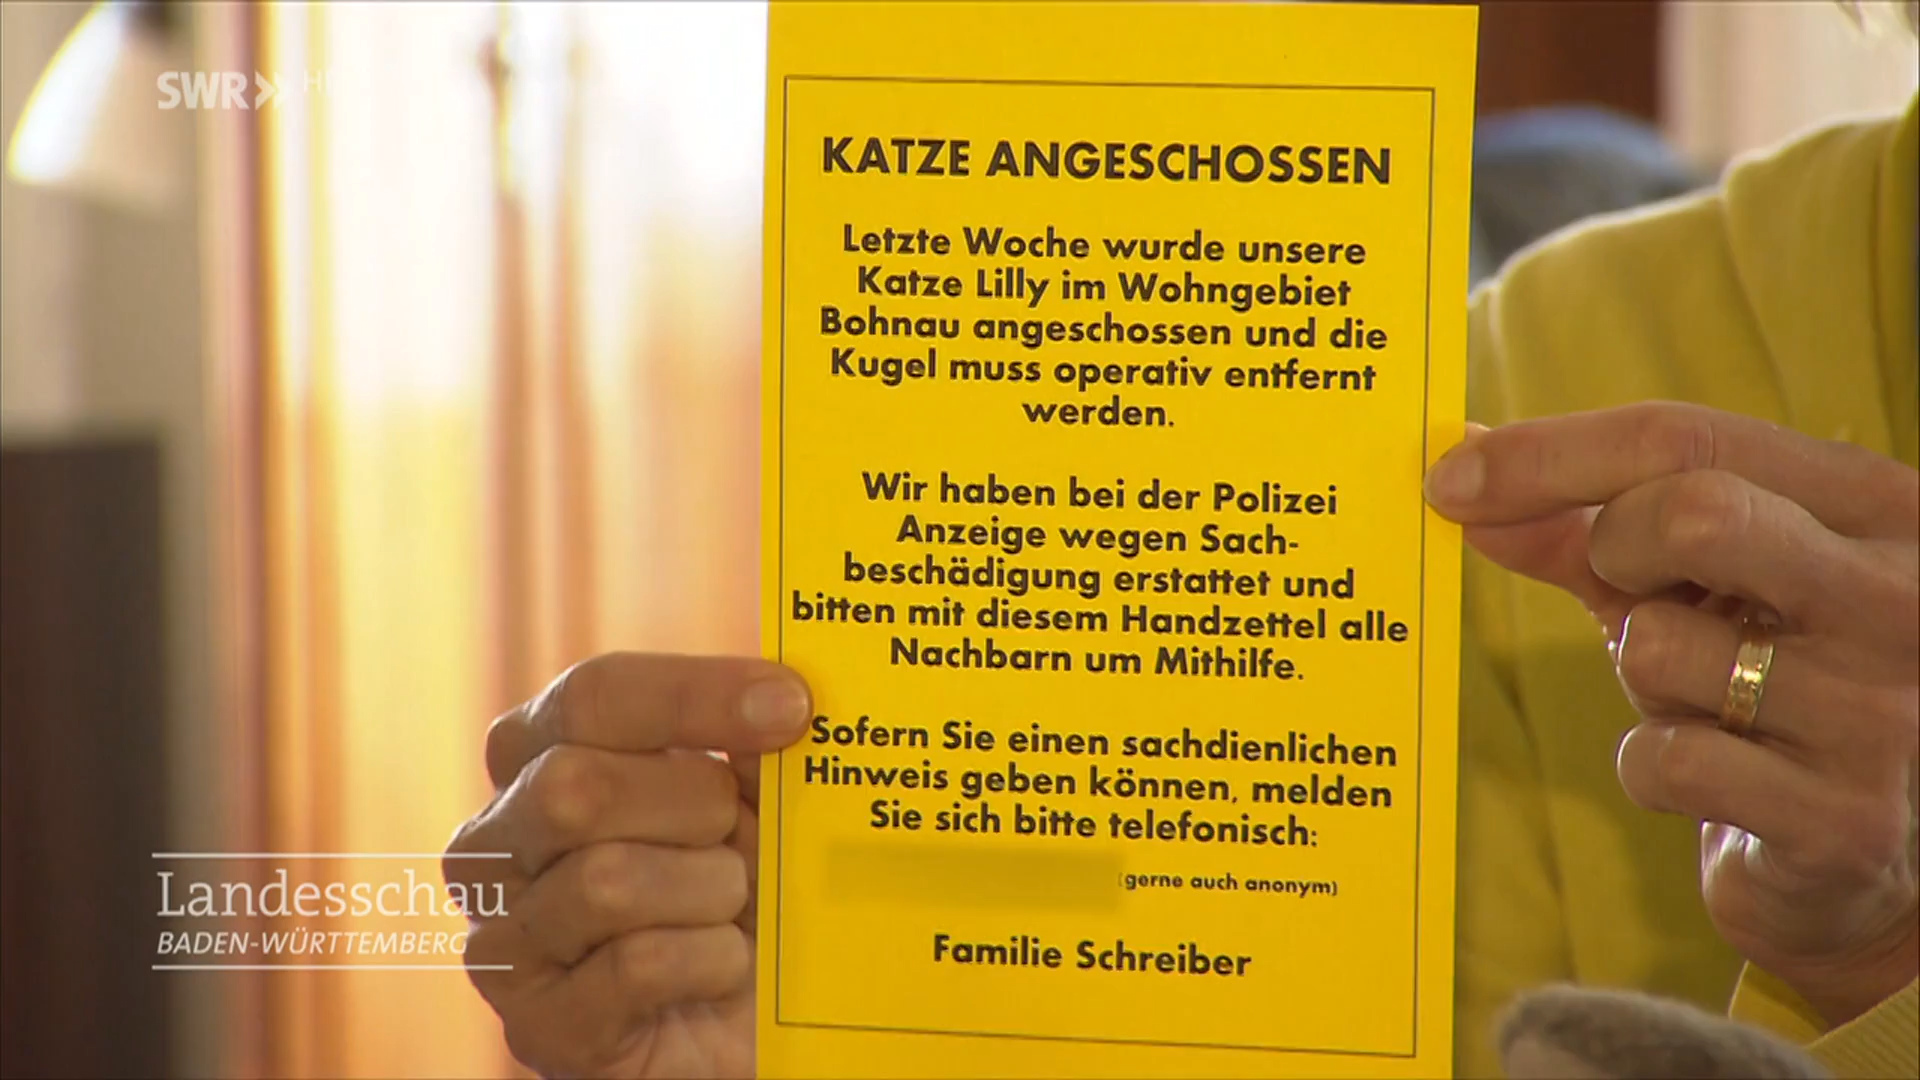 SWR» HD
KATZE ANGESCHOSSEN
Letzte Woche wurde unsere
Katze Lilly im Wohngebiet
Bohnau angeschossen und die
Kugel muss operativ entfernt
werden.
Wir haben bei der Polizei
Anzeige wegen Sach-
beschädigung erstattet und
bitten mit diesem Handzettel alle
Nachbarn um Mithilfe.
Sofern Sie einen sachdienlichen
Hinweis geben können, melden
Sie sich bitte telefonisch:
(gerne auch anonym)
Familie Schreiber
Landesschau
BADEN-WÜRTTEMBERG